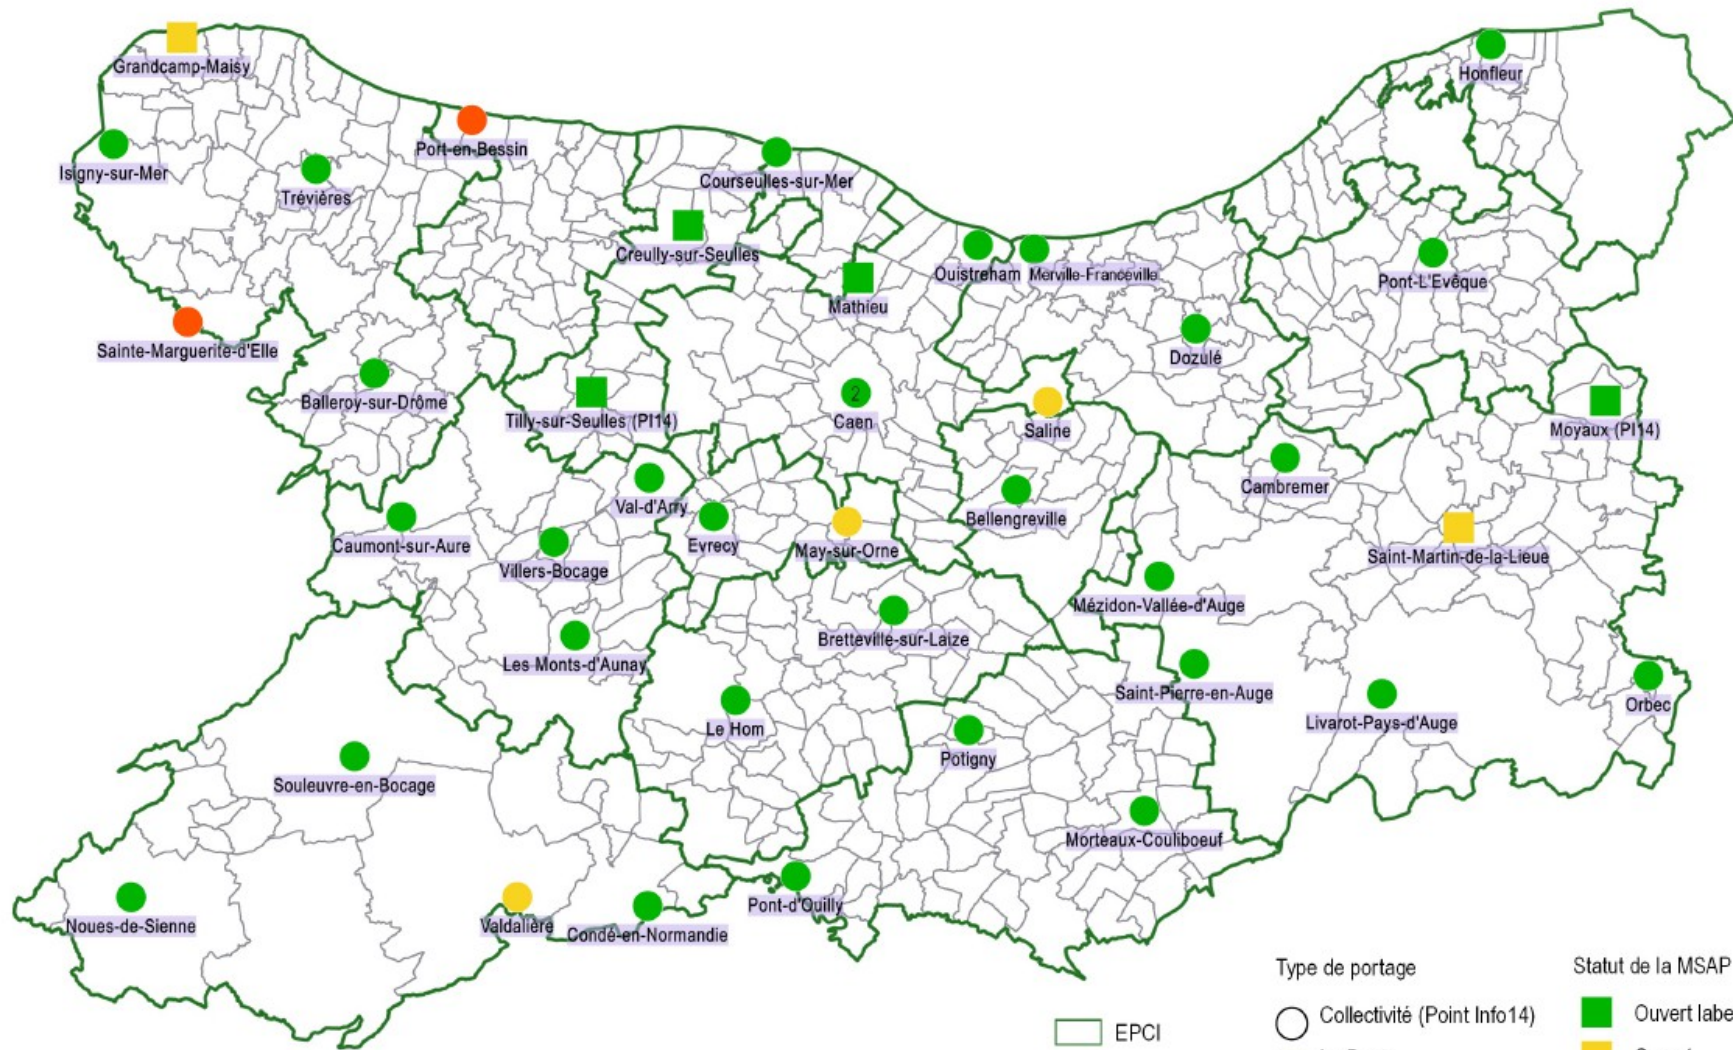 Grandcamp-Maisy
Honfleur
Port-en-Bessin
Isigny-sur-Mer
Courseulles-sur-Mer
Trévières
Creully-sur-Seulles
Ouistreham
Merville-Franceville
Pont-L'Evêque
Mathieu
Sainte-Marguerite-d'Elle
Dozulé
2
Balleroy-sur-Drôme
Tilly-sur-Seulles (PI14)
Caen
Saline
Moyaux (PI14)
Cambremer
Val-d'Arry
Bellengreville
Caumont-sur-Aure
Evrecy
May-sur-Orne
Saint-Martin-de-la-Lieue
Villers-Bocage
Mézidon-Vallée-d'Auge
Bretteville-sur-Laize
Les Monts-d'Aunay
Saint-Pierre-en-Auge
Orbec
Livarot-Pays-d'Auge
Le Hom
Potigny
Souleuvre-en-Bocage
Morteaux-Couliboeuf
Pont-d'Ouilly
Noues-de-Sienne
Valdalière
Condé-en-Normandie
Type de portage
Statut de la MSAP
Collectivité (Point Info14)
Ouvert labe
EPCI